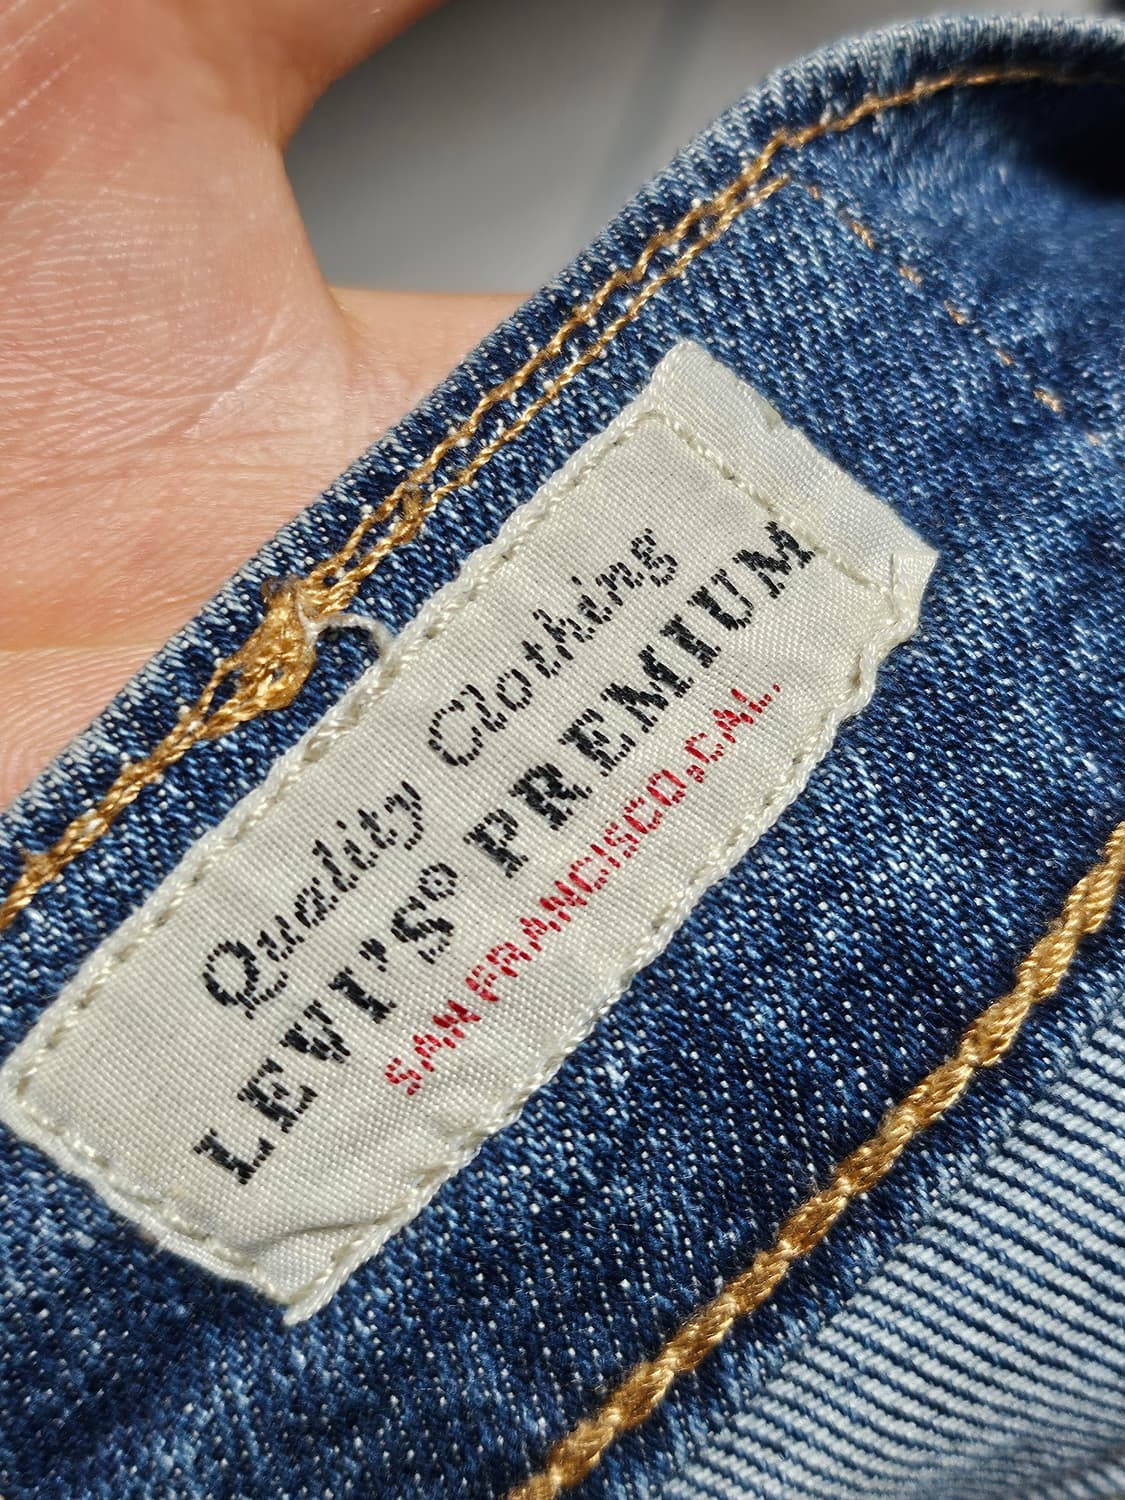 Quality Clothing
LEVI'S® PREMIUM
SAN FRANCISCO,CAL.